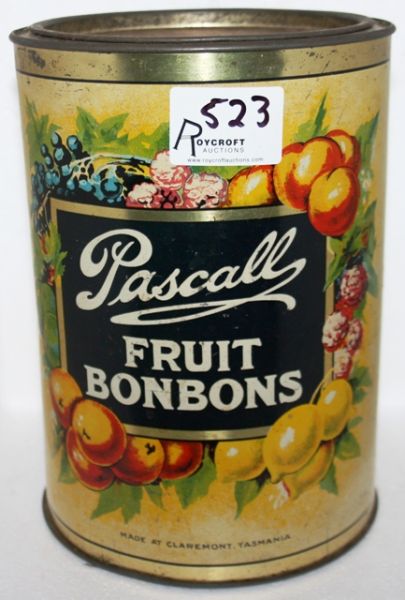 523
ROYCROFT
AUCTIONS
www.roycroftauctions.com
Pascall
FRUIT
BONBONS
MADE AT CLAREMONT, TASMANIA